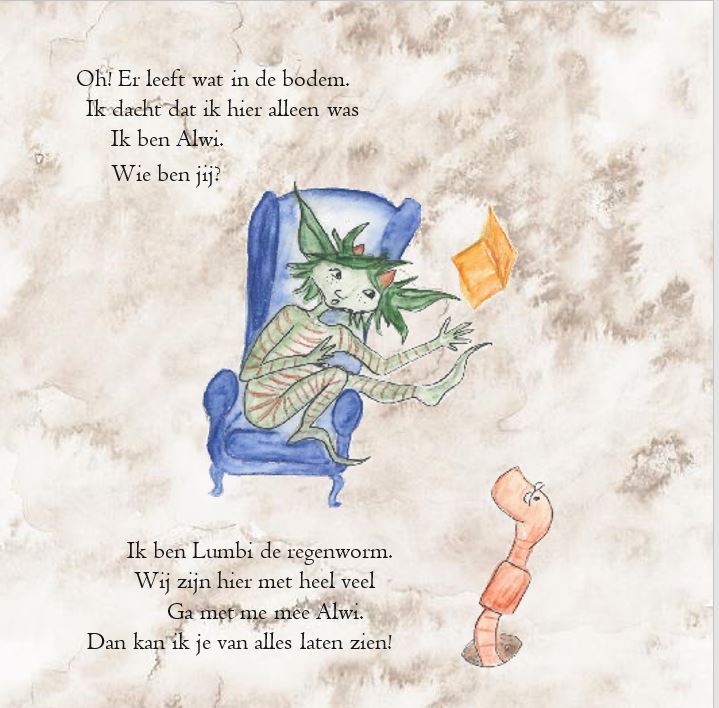 Oh! Er leeft wat in de bodem.
Ik dacht dat ik hier alleen was
Ik ben Alwi.
Wie ben jij?
Ik ben Lumbi de regenworm.
Wij zijn hier met heel veel
Ga met me mee Alwi.
Dan kan ik je van alles laten zien!